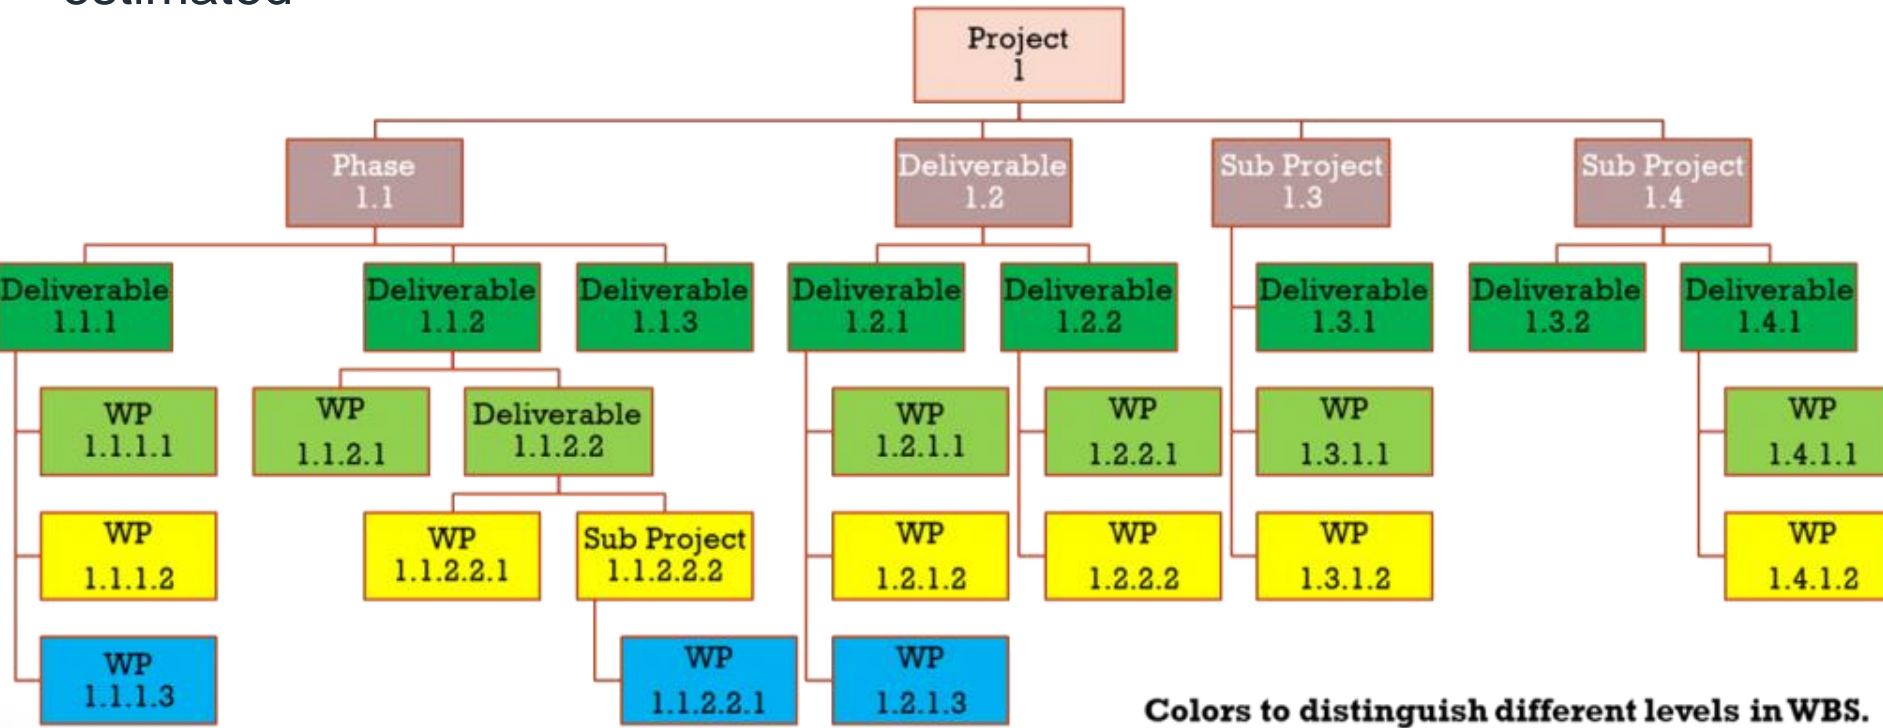 estimated
Project
1
Phase
1.1
Deliverable
1.2
Sub Project
1.3
Sub Project
1.4
Deliverable
1.1.1
Deliverable
1.1.2
Deliverable
1.1.3
Deliverable
1.2.1
Deliverable
1.2.2
Deliverable
1.3.1
Deliverable
1.3.2
Deliverable
1.4.1
WP
1.1.1.1
WP
1.1.2.1
Deliverable
1.1.2.2
WP
1.2.1.1
WP
1.2.2.1
WP
1.3.1.1
WP
1.4.1.1
WP
1.1.1.2
WP
1.1.2.2.1
Sub Project
1.1.2.2.2
WP
1.2.1.2
WP
1.2.2.2
WP
1.3.1.2
WP
1.4.1.2
WP
1.1.1.3
WP
1.1.2.2.1
WP
1.2.1.3
Colors to distinguish different levels in WBS.